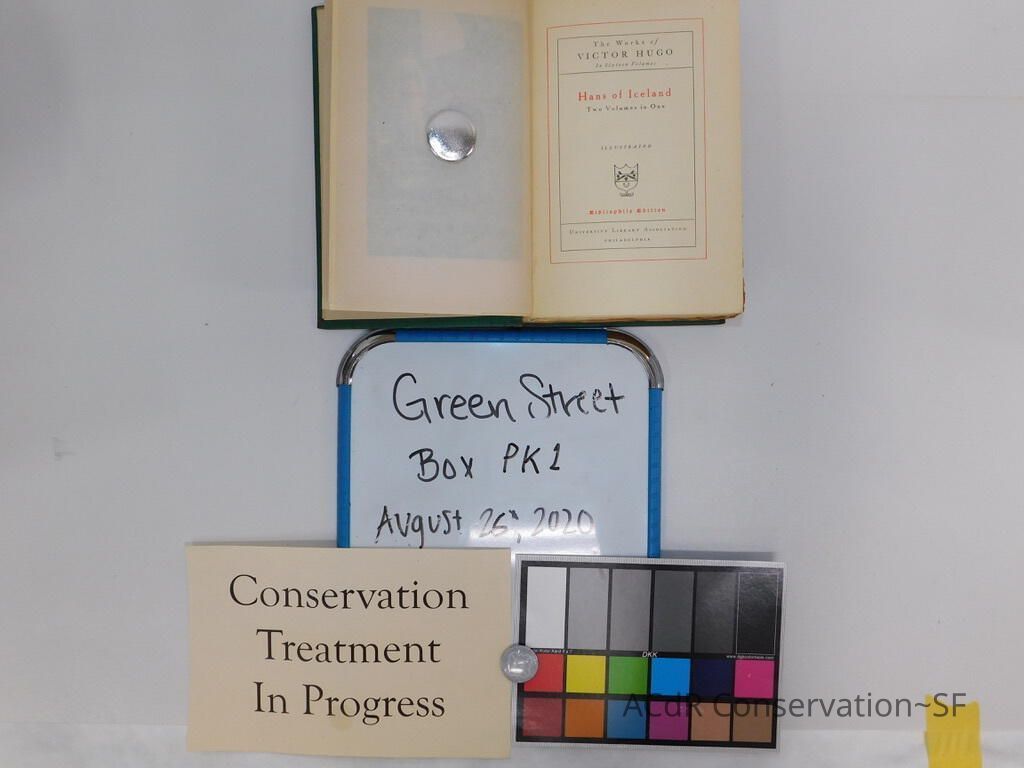 The Works of
VICTOR HUGO
In Sixteen Volumes
Hans of Iceland
Two Volumes in One
ILLUSTRATED
Bibliophile Edition
UNIVERSITY LIBRARY ASSOCIATION
PHILADELPHIA
Green Street
Box PK1
August 26th, 2020
Conservation
Treatment
In Progress
DKK
ACdR Conservation~SF